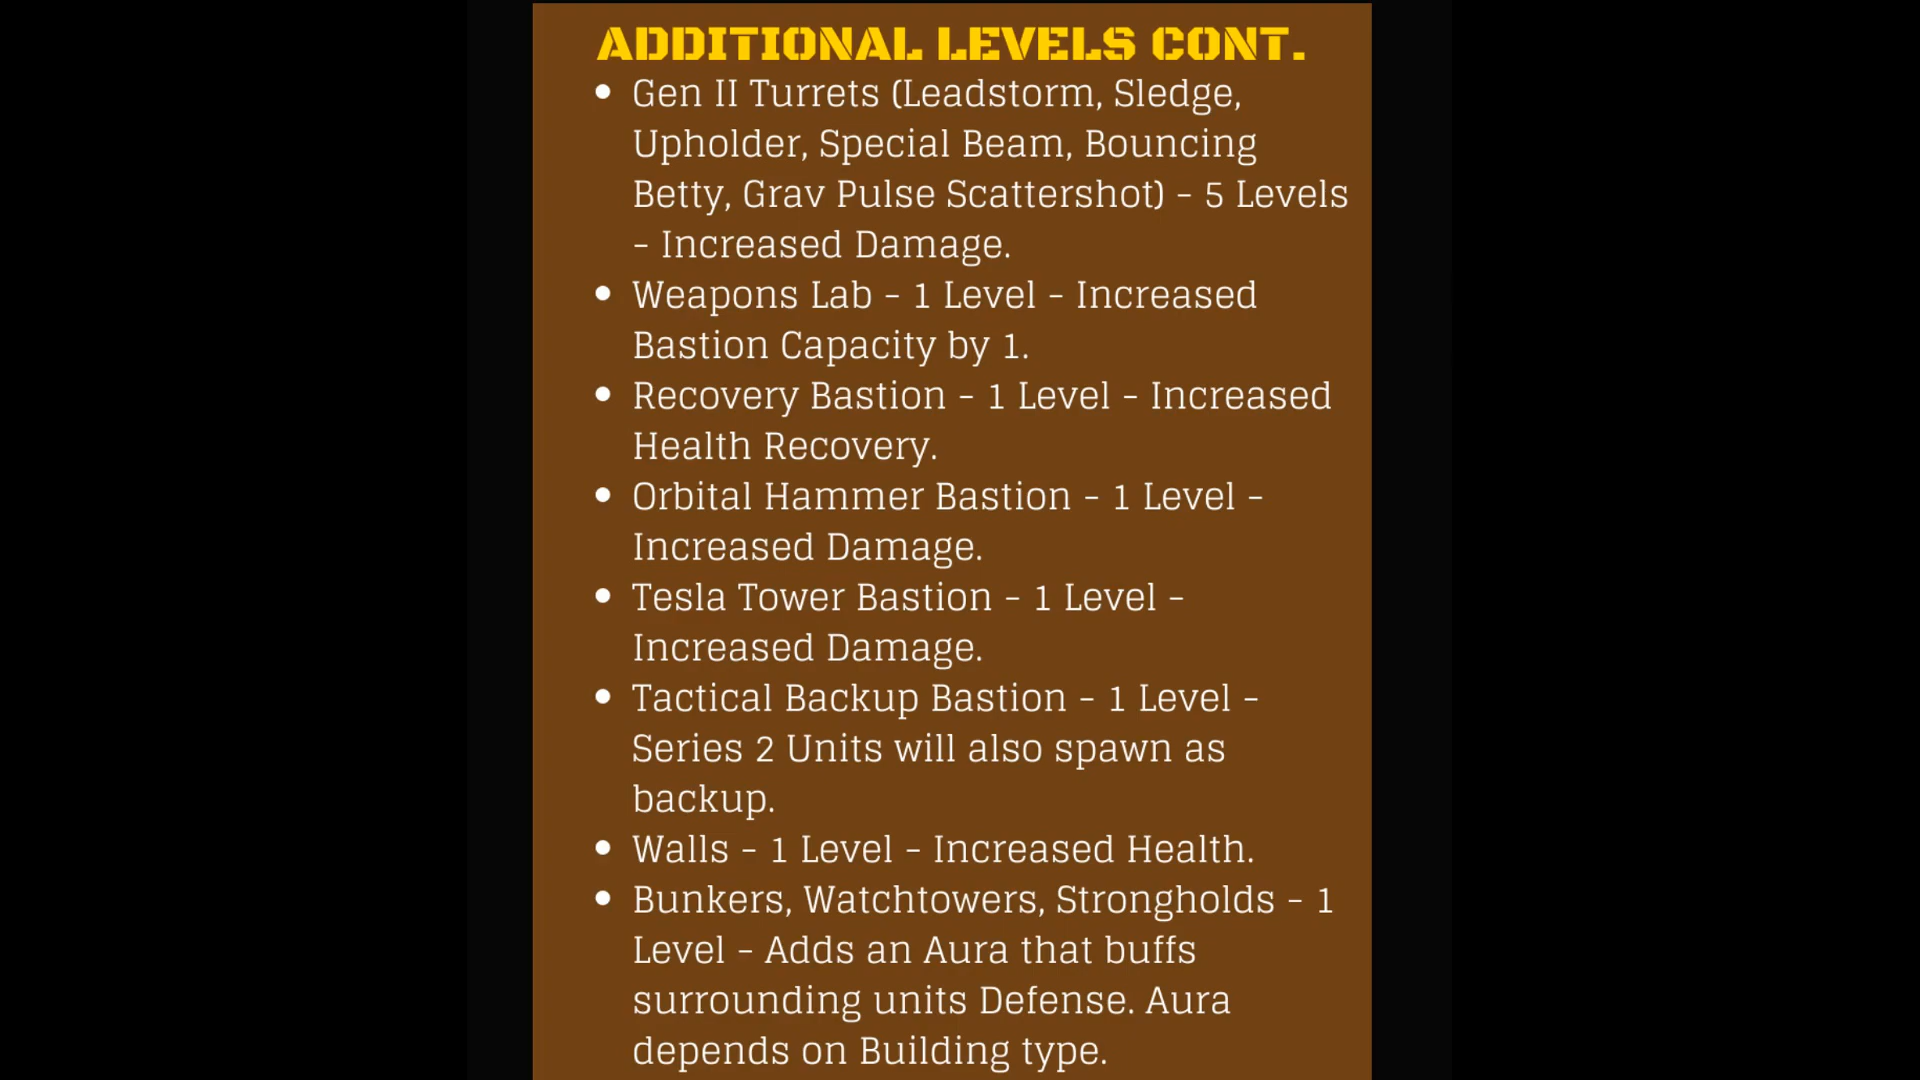 ADDITIONAL LEVELS CONT.
• Gen II Turrets (Leadstorm, Sledge,
Upholder, Special Beam, Bouncing
Betty, Grav Pulse Scattershot) - 5 Levels
- Increased Damage.
• Weapons Lab - 1 Level - Increased
Bastion Capacity by 1.
• Recovery Bastion - 1 Level - Increased
Health Recovery.
• Orbital Hammer Bastion - 1 Level -
Increased Damage.
• Tesla Tower Bastion - 1 Level -
Increased Damage.
• Tactical Backup Bastion - 1 Level -
Series 2 Units will also spawn as
backup.
• Walls - 1 Level - Increased Health.
• Bunkers, Watchtowers, Strongholds - 1
Level - Adds an Aura that buffs
surrounding units Defense. Aura
depends on Building type.